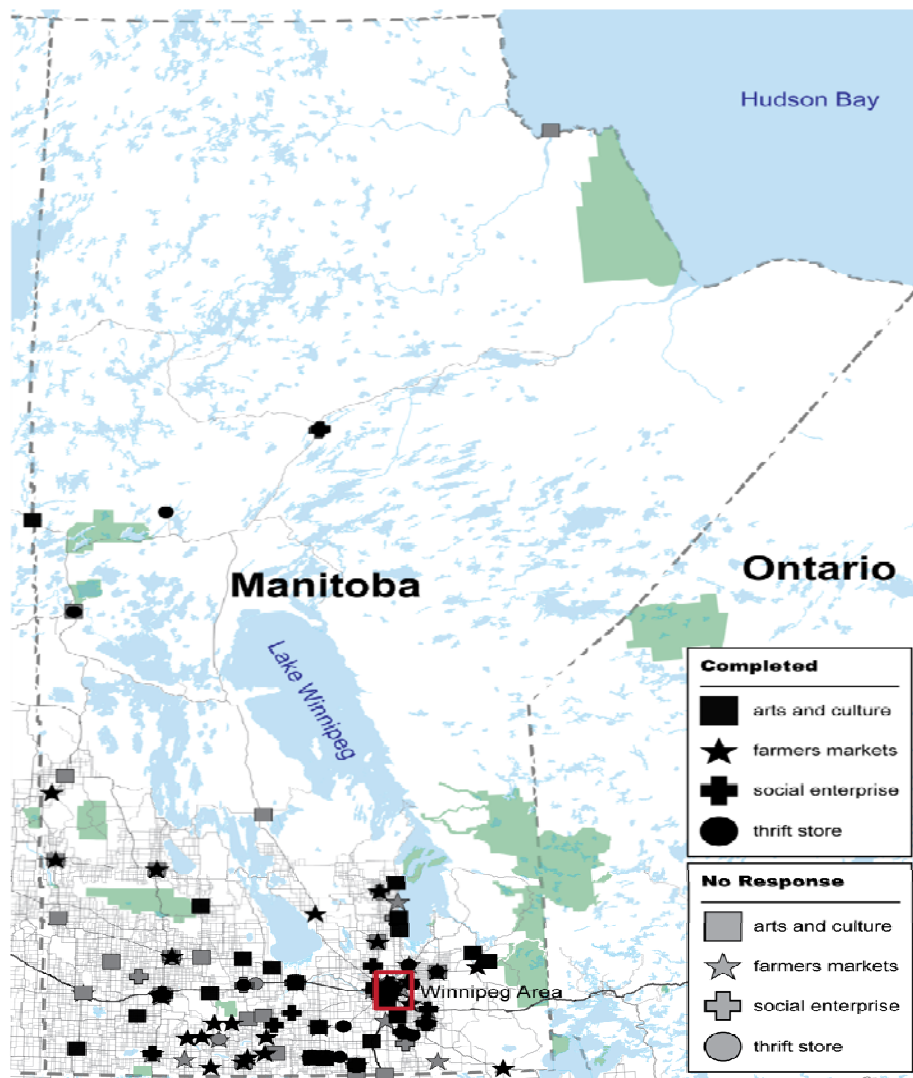 Hudson Bay
Manitoba
Ontario
Lake Winnipeg
Winnipeg Area
Completed
arts and culture
farmers markets
social enterprise
thrift store
No Response
arts and culture
farmers markets
social enterprise
thrift store